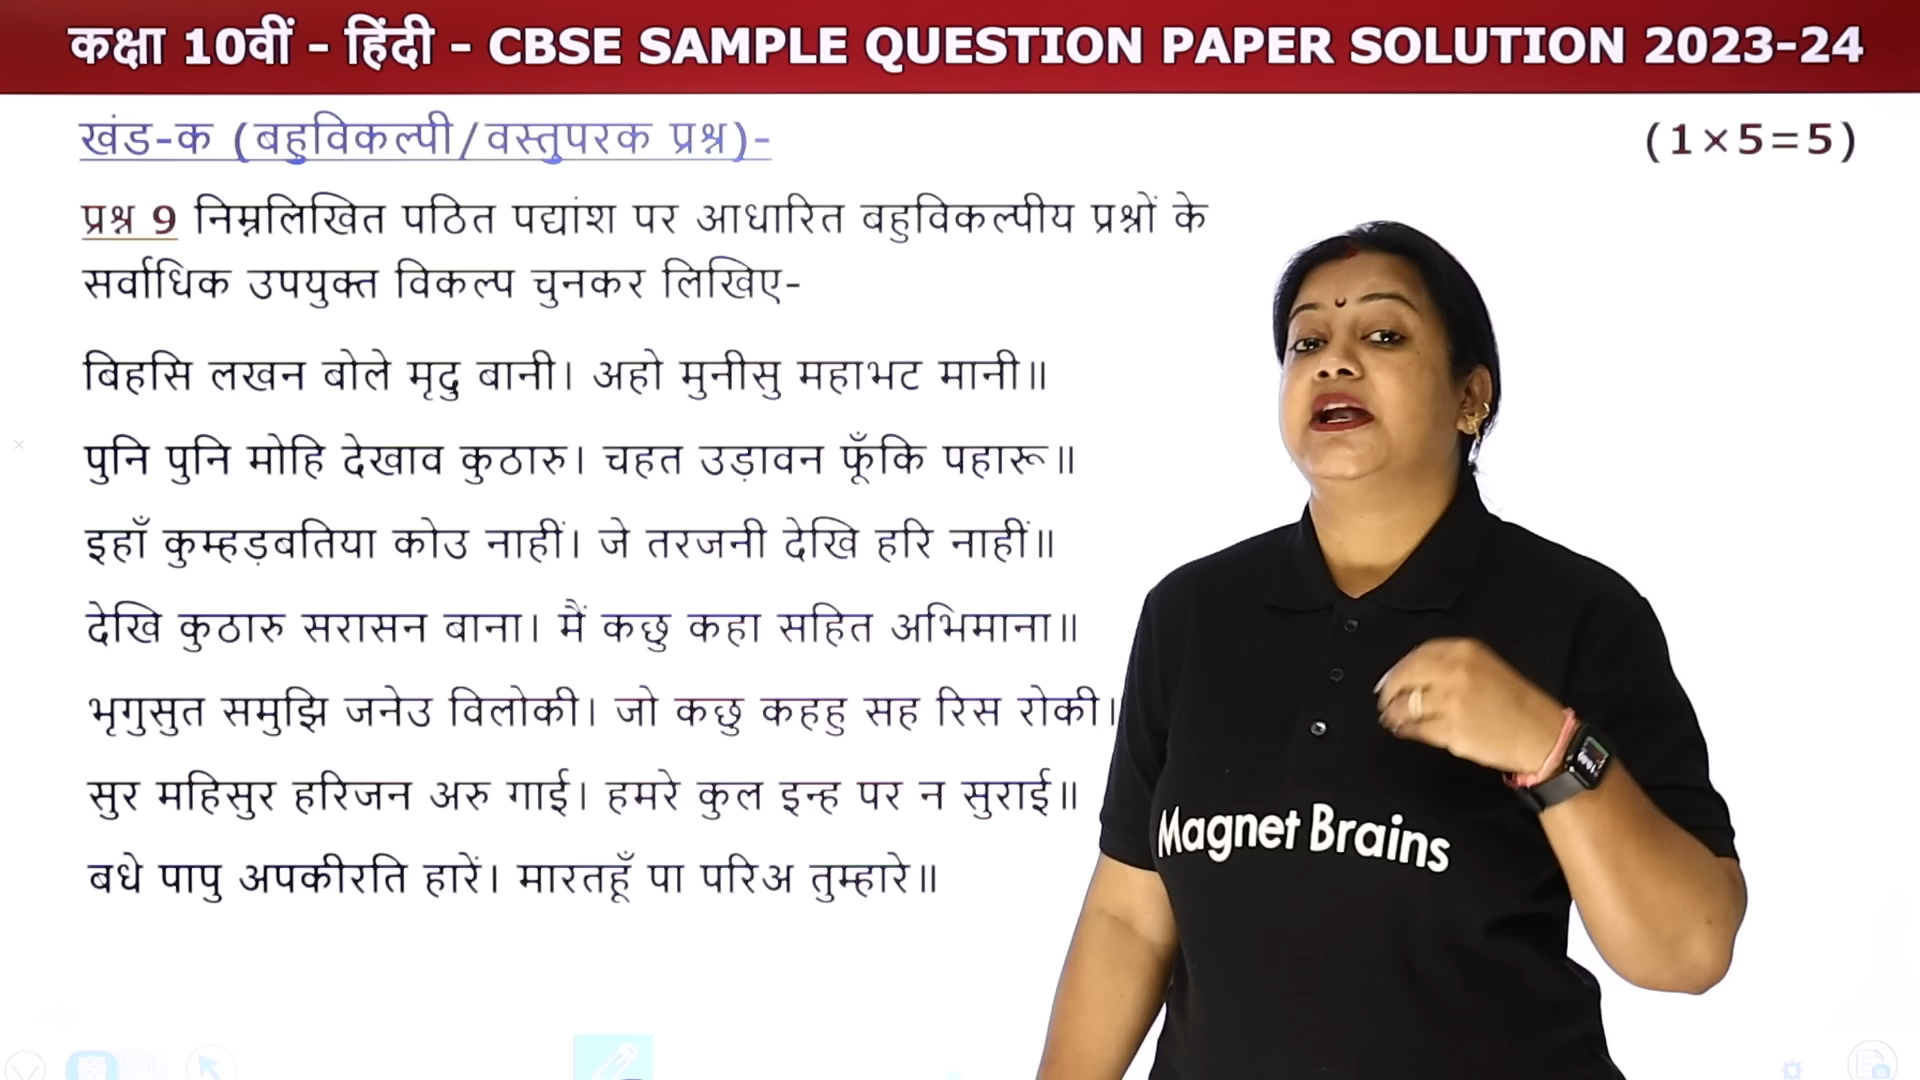 कक्षा 10वीं - हिंदी - CBSE SAMPLE QUESTION PAPER SOLUTION 2023-24
खंड-क (बहुविकल्पी/वस्तुपरक प्रश्न)- (1×5=5)
प्रश्न 9 निम्नलिखित पठित पद्यांश पर आधारित बहुविकल्पीय प्रश्नों के
सर्वाधिक उपयुक्त विकल्प चुनकर लिखिए-
बिहसि लखन बोले मृदु बानी। अहो मुनीसु महाभट मानी॥
पुनि पुनि मोहि देखाव कुठारु। चहत उड़ावन फूँकि पहारू॥
इहाँ कुम्हड़बतिया कोउ नाहीं। जे तरजनी देखि हरि नाहीं॥
देखि कुठारु सरासन बाना। मैं कछु कहा सहित अभिमाना॥
भृगुसुत समुझि जनेउ विलोकी। जो कछु कहहु सह रिस रोकी।
सुर महिसुर हरिजन अरु गाई। हमरे कुल इन्ह पर न सुराई॥
बधे पापु अपकीरति हारें। मारतहूँ पा परिअ तुम्हारे॥
Magnet Brains